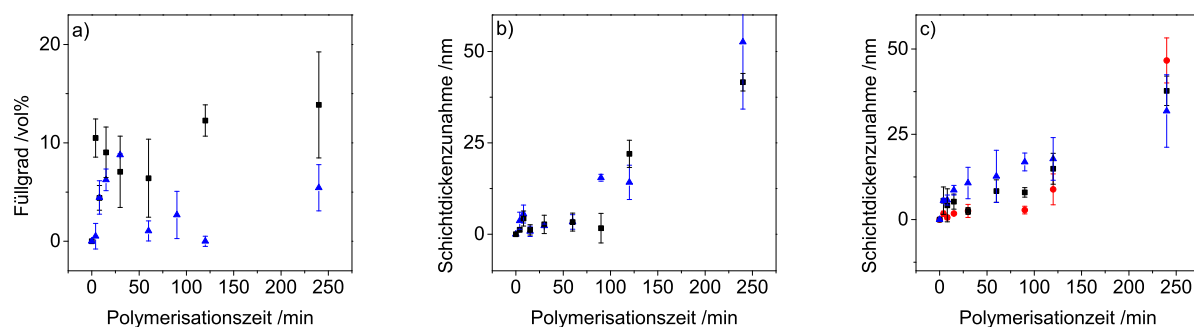 a)
20
10
0
Füllgrad /vol%
0 50 100 150 200 250
Polymerisationszeit /min
b)
50
25
0
Schichtdickenzunahme /nm
0 50 100 150 200 250
Polymerisationszeit /min
c)
50
25
0
Schichtdickenzunahme /nm
0 50 100 150 200 250
Polymerisationzeit /min